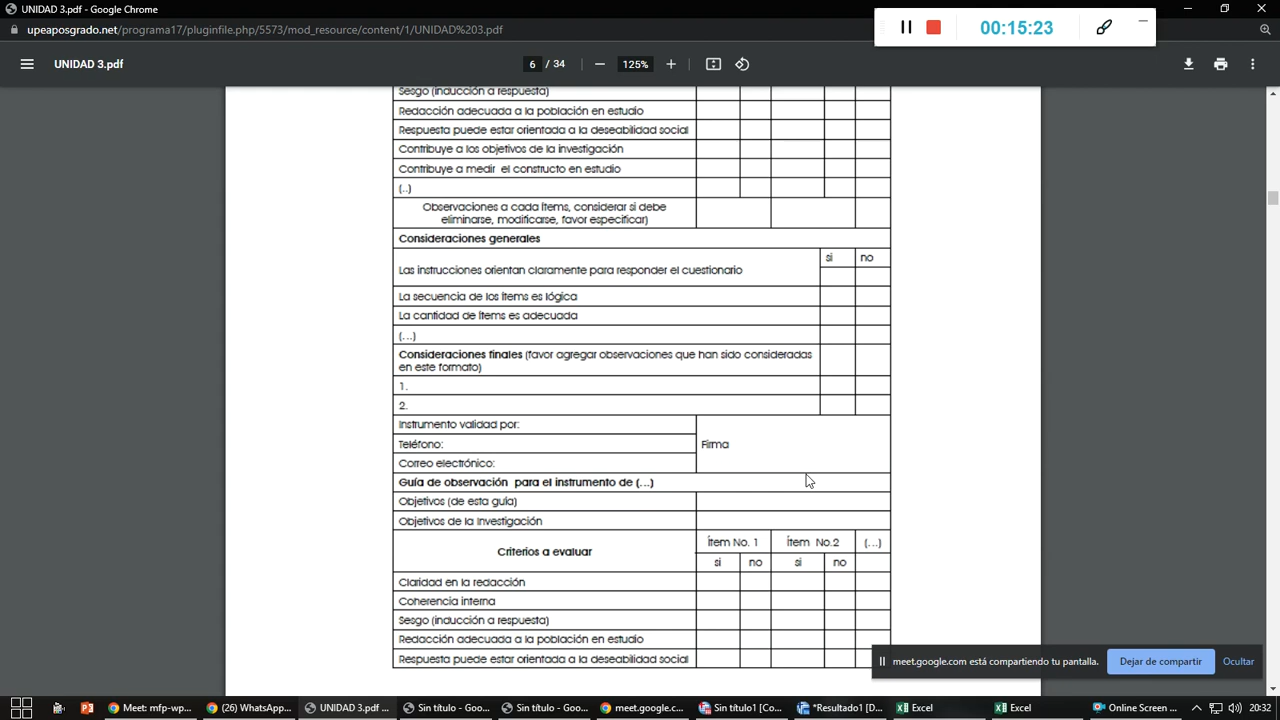 UNIDAD 3.pdf - Google Chrome
upeaposgrado.net/programa17/pluginfile.php/5573/mod_resource/content/1/UNIDAD%203.pdf
00:15:23
UNIDAD 3.pdf
6 / 34
125%
Sesgo (inducción a respuesta)
Redacción adecuada a la población en estudio
Respuesta puede estar orientada a la deseabilidad social
Contribuye a los objetivos de la investigación
Contribuye a medir el constructo en estudio
(..)
Observaciones a cada ítems, considerar si debe
eliminarse, modificarse, favor especificar)
Consideraciones generales
si no
Las instrucciones orientan claramente para responder el cuestionario
La secuencia de los ítems es lógica
La cantidad de ítems es adecuada
(...)
Consideraciones finales (favor agregar observaciones que han sido consideradas
en este formato)
1.
2.
Instrumento validad por:
Teléfono:
Firma
Correo electrónico:
Guía de observación para el instrumento de (...)
Objetivos (de esta guía)
Objetivos de la Investigación
Criterios a evaluar
Ítem No. 1 Ítem No.2 (...)
si no si no
Claridad en la redacción
Coherencia interna
Sesgo (inducción a respuesta)
Redacción adecuada a la población en estudio
Respuesta puede estar orientada a la deseabilidad social
meet.google.com está compartiendo tu pantalla.
Dejar de compartir
Ocultar
Meet: mfp-wp...
(26) WhatsApp...
UNIDAD 3.pdf ...
Sin título - Goo...
Sin título - Goo...
meet.google.co...
Sin título1 [Con...
*Resultado1 [D...
Excel
Excel
Online Screen ...
20:32